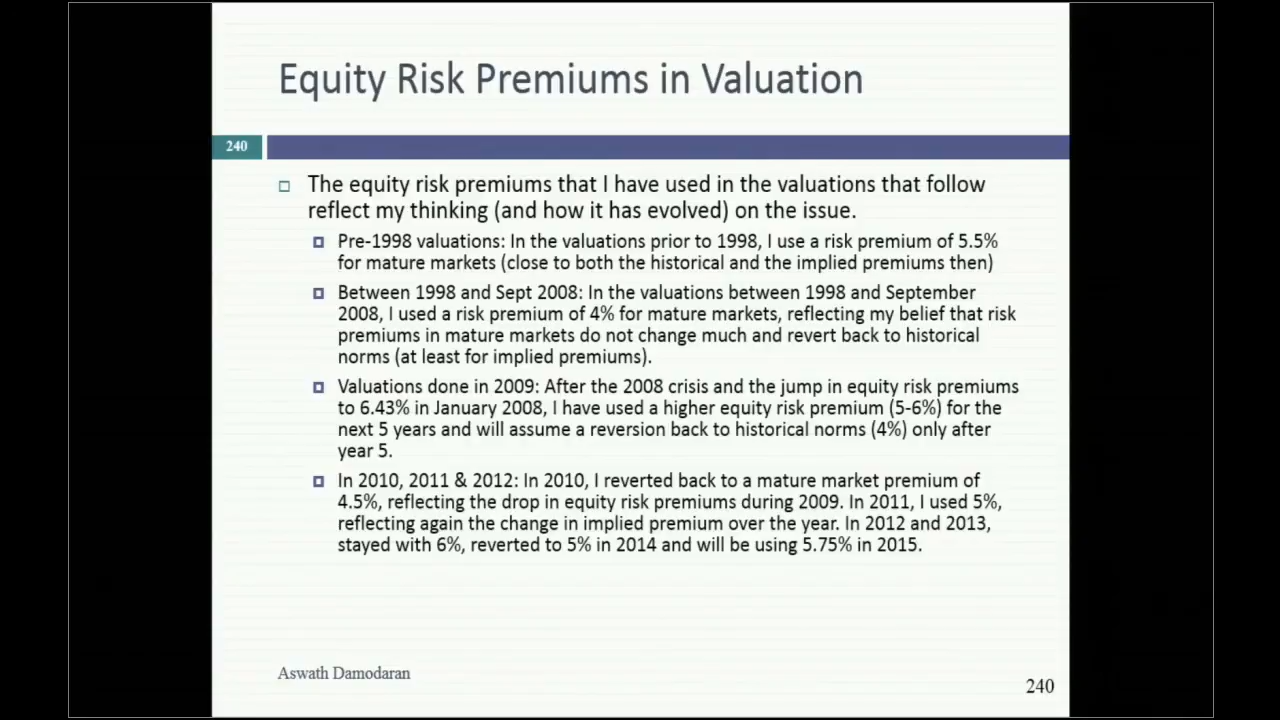 Equity Risk Premiums in Valuation
240
The equity risk premiums that I have used in the valuations that follow
reflect my thinking (and how it has evolved) on the issue.
Pre-1998 valuations: In the valuations prior to 1998, I use a risk premium of 5.5%
for mature markets (close to both the historical and the implied premiums then)
Between 1998 and Sept 2008: In the valuations between 1998 and September
2008, I used a risk premium of 4% for mature markets, reflecting my belief that risk
premiums in mature markets do not change much and revert back to historical
norms (at least for implied premiums).
Valuations done in 2009: After the 2008 crisis and the jump in equity risk premiums
to 6.43% in January 2008, I have used a higher equity risk premium (5-6%) for the
next 5 years and will assume a reversion back to historical norms (4%) only after
year 5.
In 2010, 2011 & 2012: In 2010, I reverted back to a mature market premium of
4.5%, reflecting the drop in equity risk premiums during 2009. In 2011, I used 5%,
reflecting again the change in implied premium over the year. In 2012 and 2013,
stayed with 6%, reverted to 5% in 2014 and will be using 5.75% in 2015.
Aswath Damodaran
240